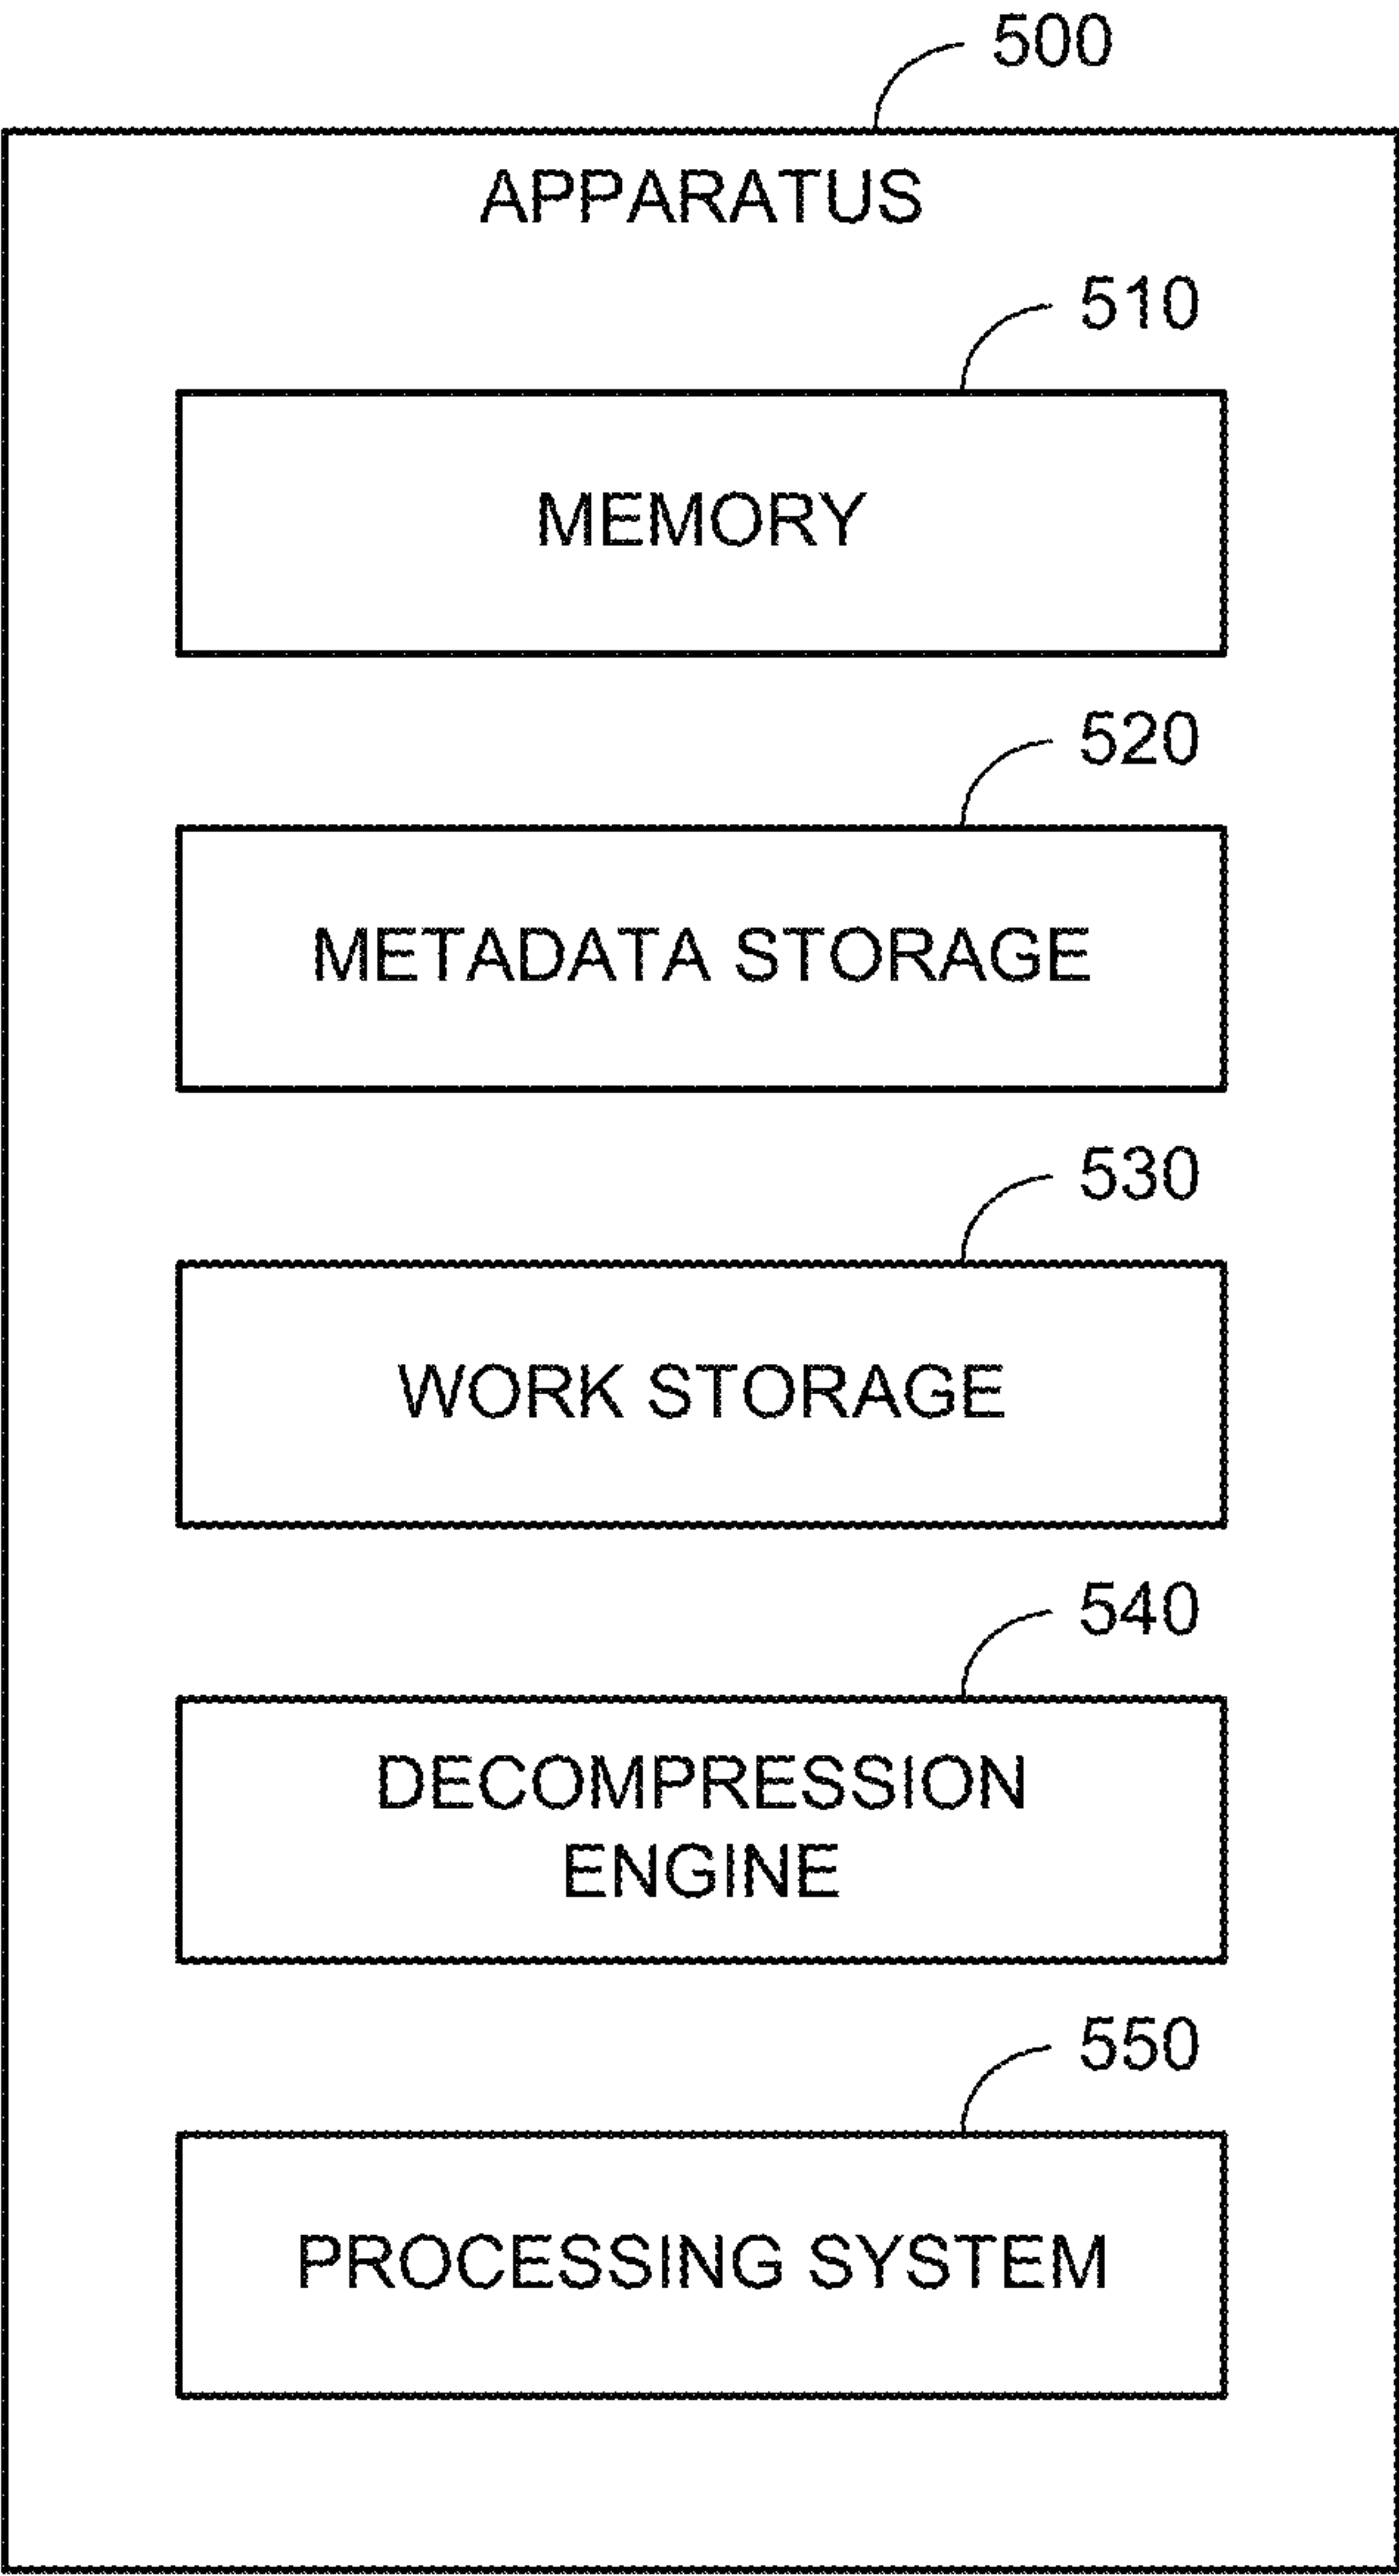 500
APPARATUS
510
MEMORY
520
METADATA STORAGE
530
WORK STORAGE
540
DECOMPRESSION
ENGINE
550
PROCESSING SYSTEM